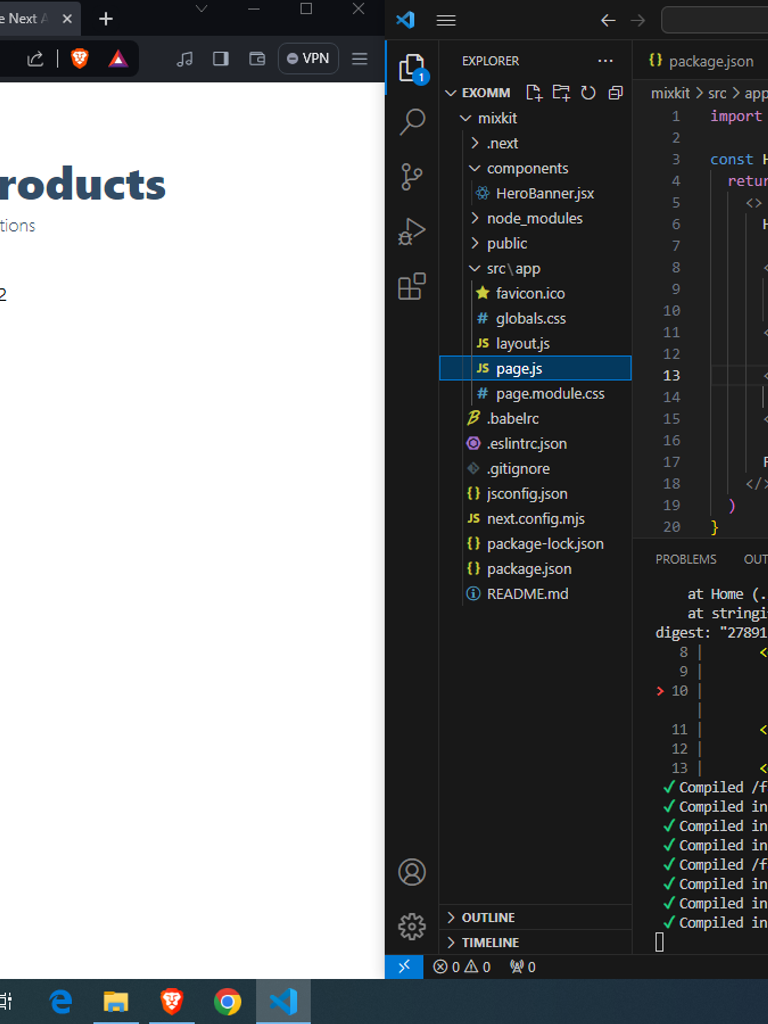 e Next A
VPN
roducts
tions
2
EXPLORER
EXOMM
mixkit
.next
components
HeroBanner.jsx
node_modules
public
src\app
favicon.ico
# globals.css
JS layout.js
JS page.js
# page.module.css
.babelrc
.eslintrc.json
.gitignore
{} jsconfig.json
JS next.config.mjs
{} package-lock.json
{} package.json
README.md
OUTLINE
TIMELINE
1
0 0 0
{} package.json
mixkit > src > app
1 import
2
3 const H
4 retur
5 <>
6 H
7
8 <
9
10
11 <
12
13 <
14
15 <
16
17 F
18 </>
19 )
20 }
PROBLEMS OUT
at Home (.
at stringi
digest: "27891
8 | <
9 |
> 10 |
|
11 | <
12 |
13 | <
✓ Compiled /f
✓ Compiled in
✓ Compiled in
✓ Compiled in
✓ Compiled /f
✓ Compiled in
✓ Compiled in
✓ Compiled in